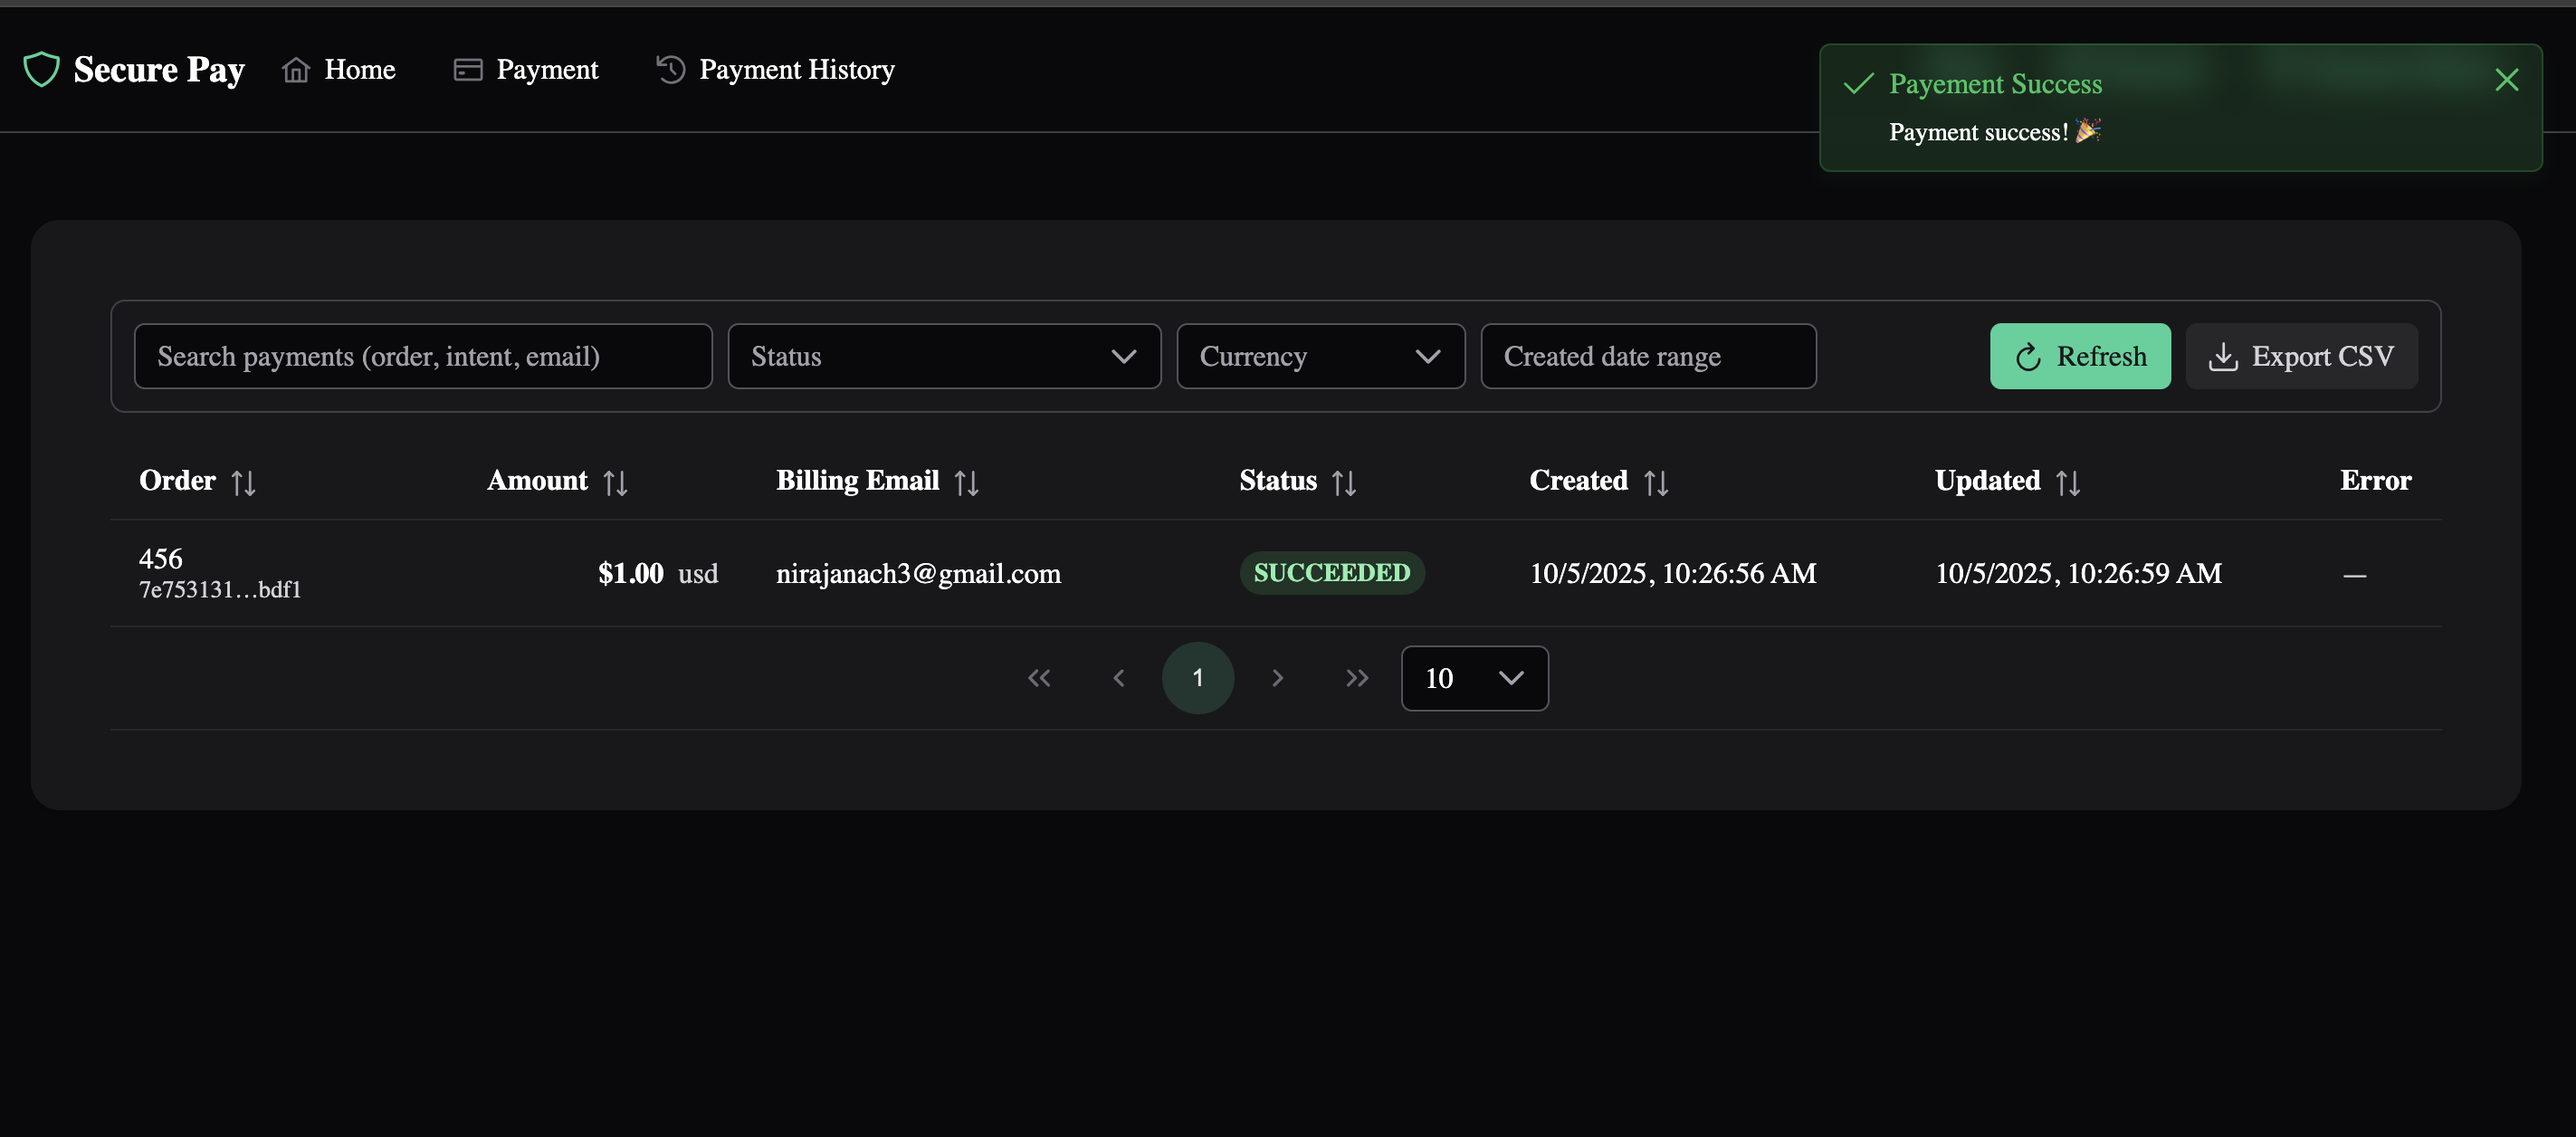 Secure Pay Home Payment Payment History
Payement Success
Payment success! 🎉
Search payments (order, intent, email) Status Currency Created date range Refresh Export CSV
Order Amount Billing Email Status Created Updated Error
456
7e753131…bdf1
$1.00 usd nirajanach3@gmail.com SUCCEEDED 10/5/2025, 10:26:56 AM 10/5/2025, 10:26:59 AM —
1 10